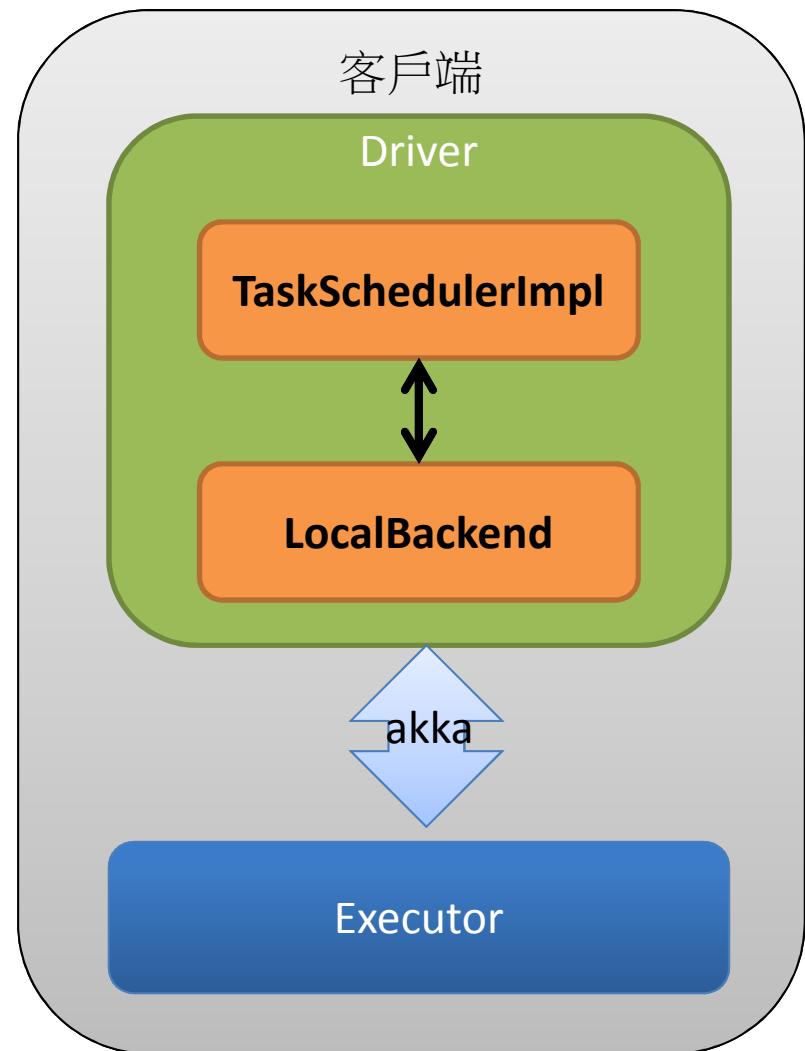 客戶端
Driver
TaskSchedulerImpl
LocalBackend
akka
Executor